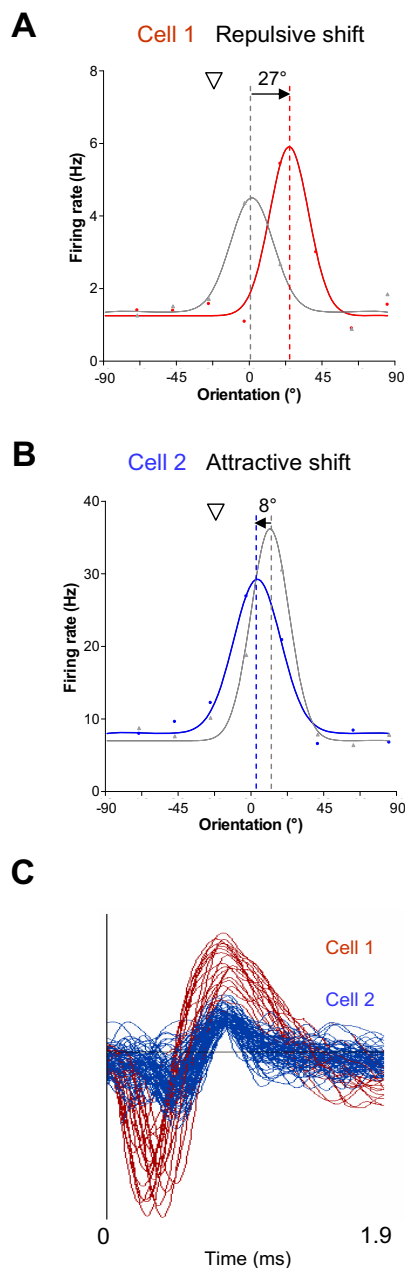 A
Cell 1 Repulsive shift
27°
8
6
4
2
0
Firing rate (Hz)
-90 -45 0 45 90
Orientation (°)
B
Cell 2 Attractive shift
8°
40
30
20
10
0
Firing rate (Hz)
-90 -45 0 45 90
Orientation (°)
C
Cell 1
Cell 2
0 1.9
Time (ms)